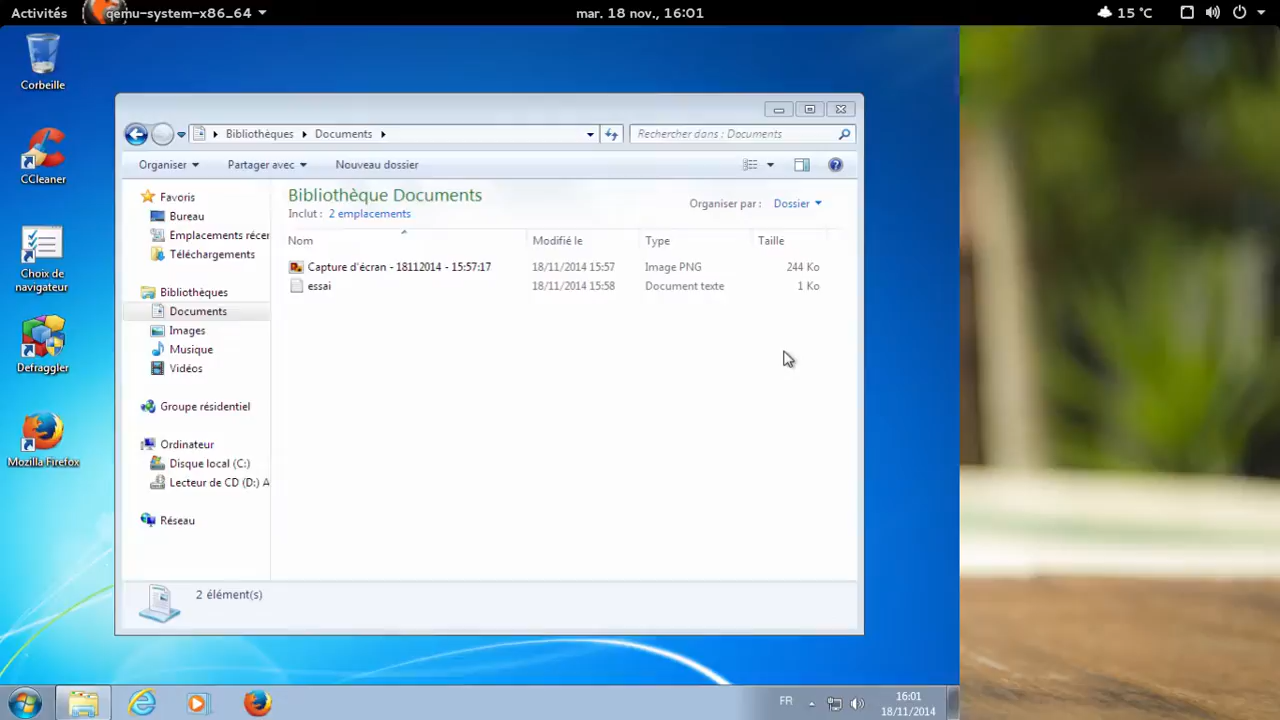 Activités qemu-system-x86_64 mar. 18 nov., 16:01 15 °C
Corbeille
CCleaner
Choix de
navigateur
Defraggler
Mozilla Firefox
Bibliothèques Documents Rechercher dans : Documents
Organiser Partager avec Nouveau dossier
Favoris
Bureau
Emplacements récer
Téléchargements
Bibliothèques
Documents
Images
Musique
Vidéos
Groupe résidentiel
Ordinateur
Disque local (C:)
Lecteur de CD (D:) A
Réseau
Bibliothèque Documents
Inclut : 2 emplacements
Organiser par : Dossier
Nom Modifié le Type Taille
Capture d'écran - 18112014 - 15:57:17 18/11/2014 15:57 Image PNG 244 Ko
essai 18/11/2014 15:58 Document texte 1 Ko
2 élément(s)
FR 16:01
18/11/2014